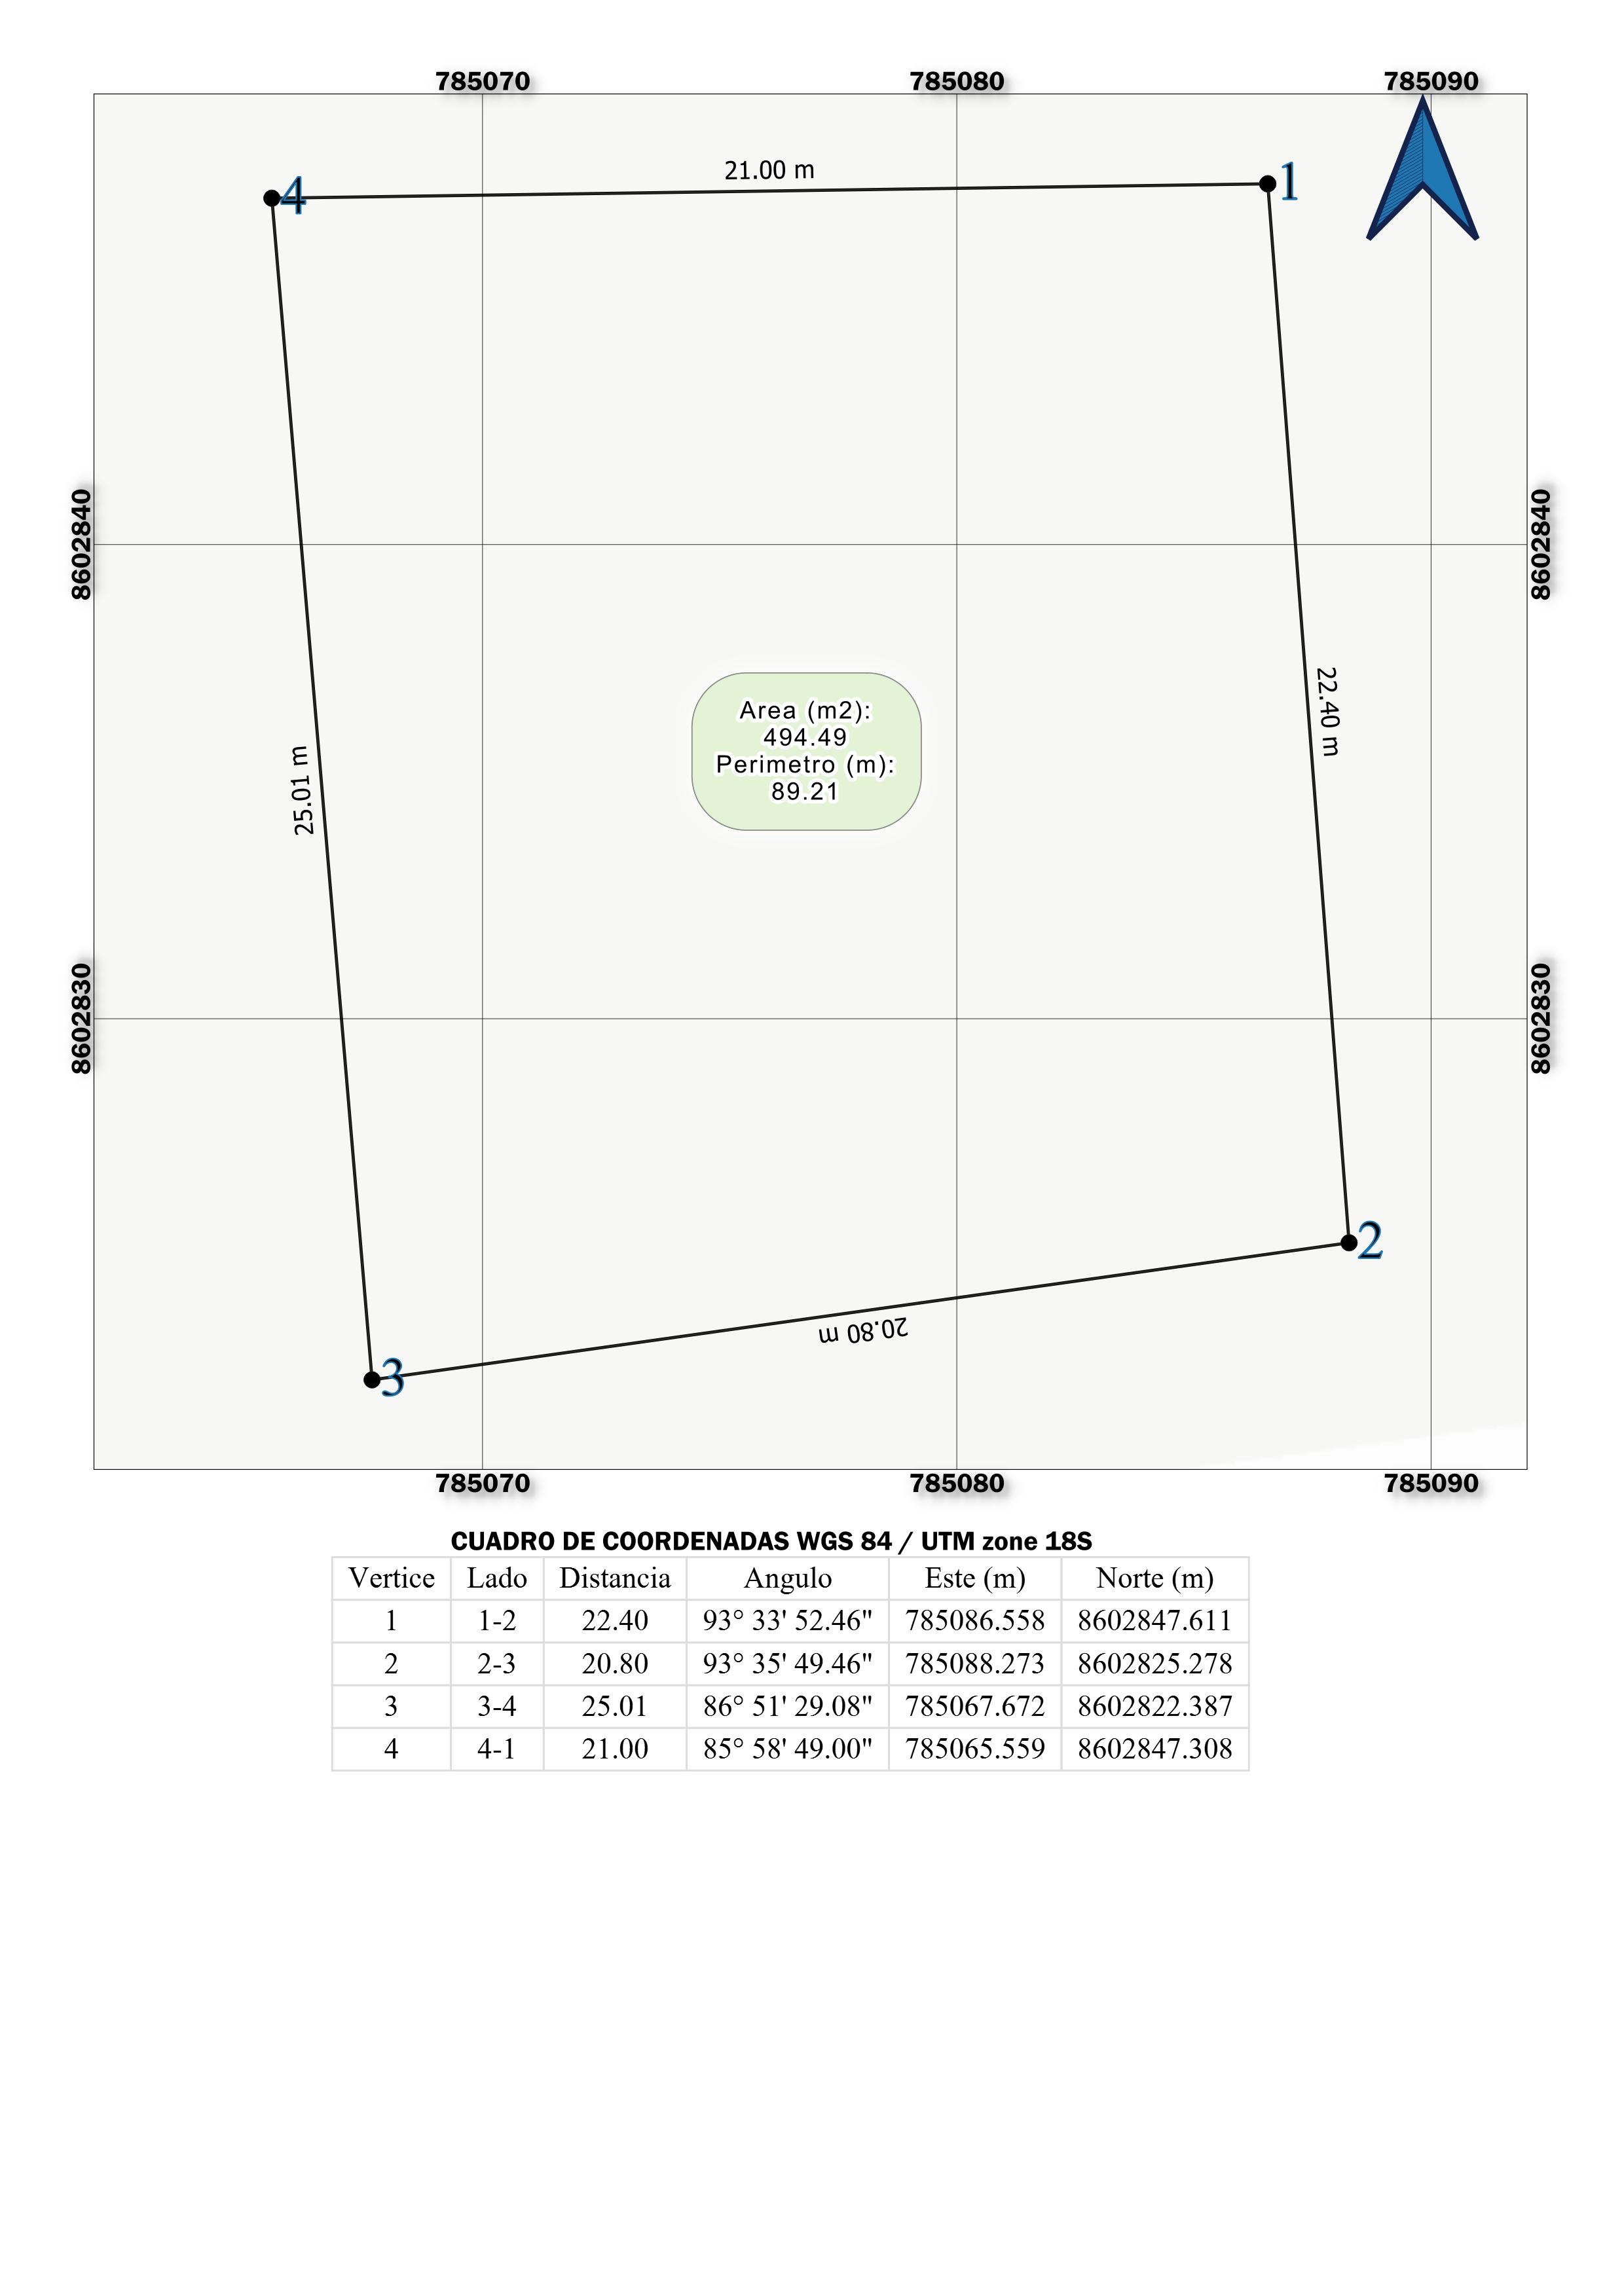 785070 785080 785090
4 21.00 m 1
8602840 8602840
22.40 m
Area (m2):
494.49
Perimetro (m):
89.21
25.01 m
8602830 8602830
2
20.80 m
3
785070 785080 785090
CUADRO DE COORDENADAS WGS 84 / UTM zone 18S
Vertice Lado Distancia Angulo Este (m) Norte (m)
1 1-2 22.40 93° 33' 52.46" 785086.558 8602847.611
2 2-3 20.80 93° 35' 49.46" 785088.273 8602825.278
3 3-4 25.01 86° 51' 29.08" 785067.672 8602822.387
4 4-1 21.00 85° 58' 49.00" 785065.559 8602847.308